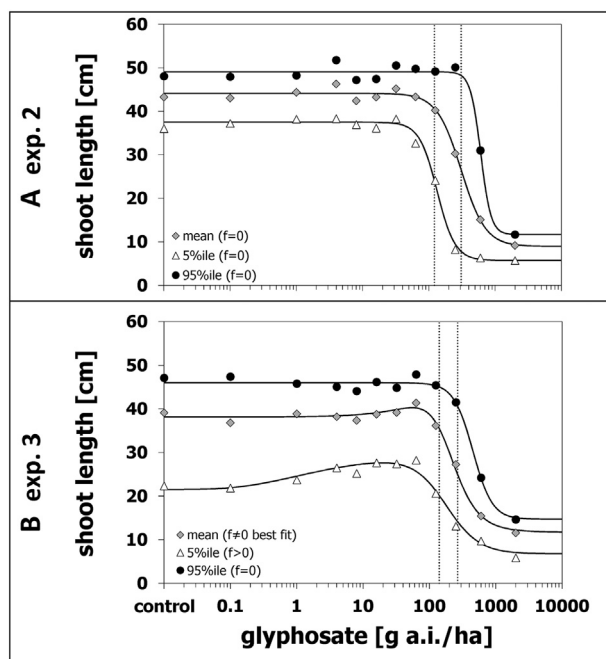 A exp. 2
shoot length [cm]
60
50
40
30
20
10
0
mean (f=0)
5%ile (f=0)
95%ile (f=0)
B exp. 3
shoot length [cm]
60
50
40
30
20
10
0
mean (f≠0 best fit)
5%ile (f>0)
95%ile (f=0)
control 0.1 1 10 100 1000 10000
glyphosate [g a.i./ha]